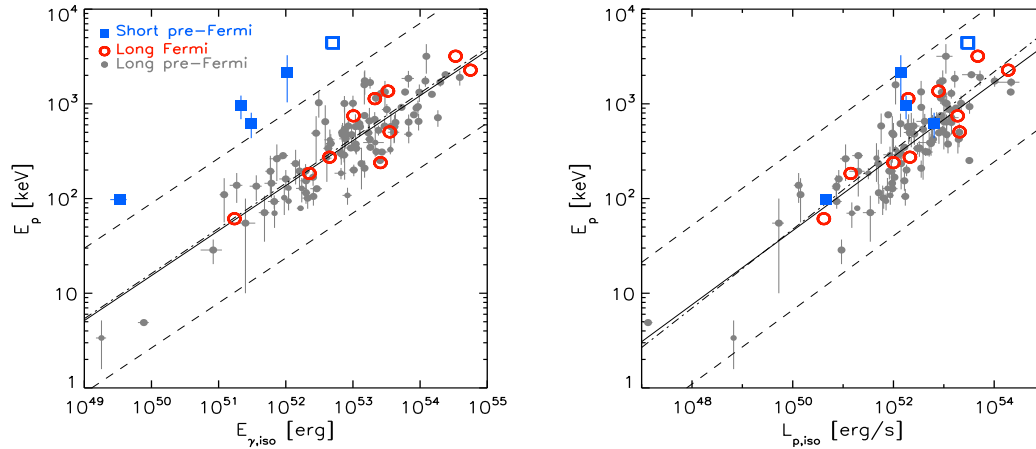 Short pre-Fermi
Long Fermi
Long pre-Fermi
10^4
10^3
10^2
10
1
E_p [keV]
10^49 10^50 10^51 10^52 10^53 10^54 10^55
E_γ,iso [erg]
10^4
10^3
10^2
10
1
E_p [keV]
10^48 10^50 10^52 10^54
L_p,iso [erg/s]